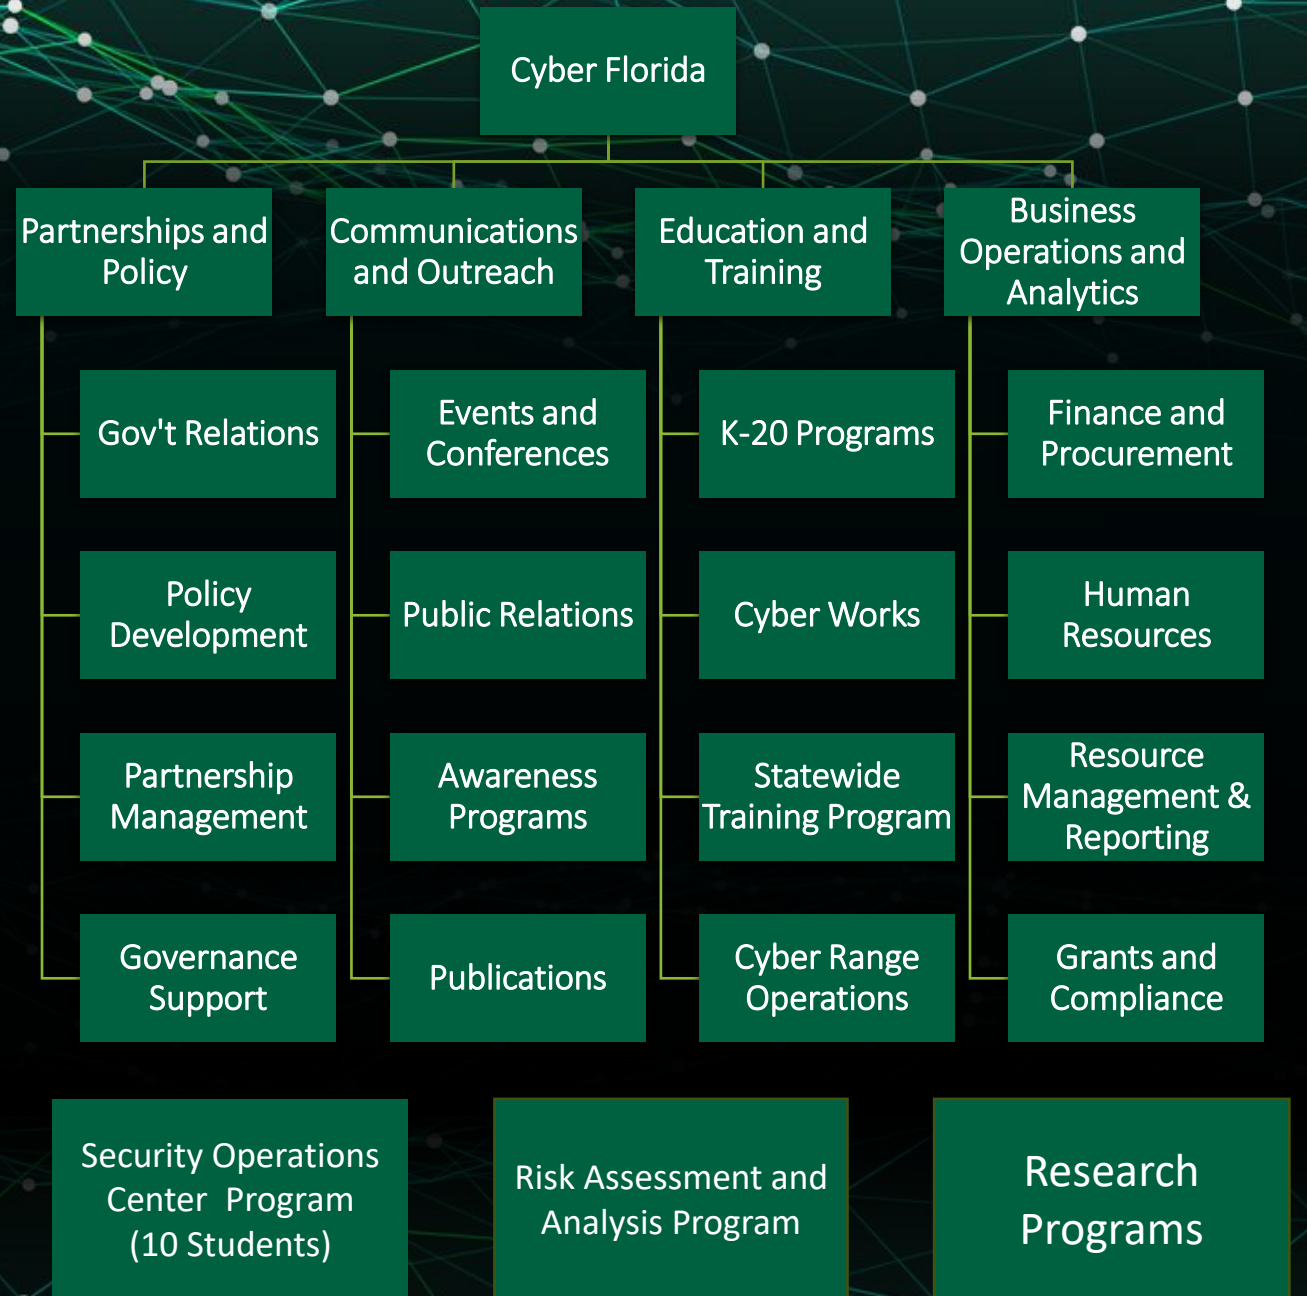 Cyber Florida
Partnerships and
Policy
Communications
and Outreach
Education and
Training
Business
Operations and
Analytics
Gov't Relations
Events and
Conferences
K-20 Programs
Finance and
Procurement
Policy
Development
Public Relations
Cyber Works
Human
Resources
Partnership
Management
Awareness
Programs
Statewide
Training Program
Resource
Management &
Reporting
Governance
Support
Publications
Cyber Range
Operations
Grants and
Compliance
Security Operations
Center Program
(10 Students)
Risk Assessment and
Analysis Program
Research
Programs